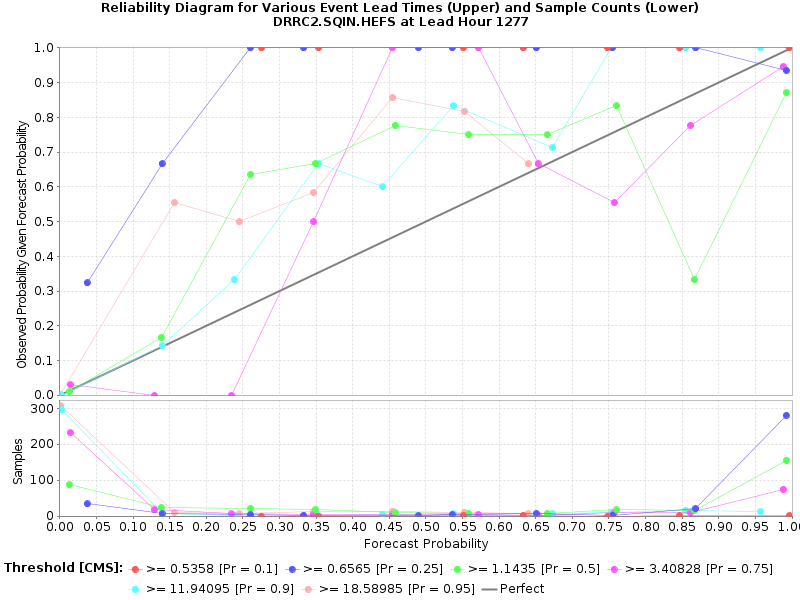 Reliability Diagram for Various Event Lead Times (Upper) and Sample Counts (Lower)
DRRC2.SQIN.HEFS at Lead Hour 1277
Observed Probability Given Forecast Probability
1.0
0.9
0.8
0.7
0.6
0.5
0.4
0.3
0.2
0.1
0.0
Samples
300
200
100
0
0.00 0.05 0.10 0.15 0.20 0.25 0.30 0.35 0.40 0.45 0.50 0.55 0.60 0.65 0.70 0.75 0.80 0.85 0.90 0.95 1.0
Forecast Probability
Threshold [CMS]: >= 0.5358 [Pr = 0.1] >= 0.6565 [Pr = 0.25] >= 1.1435 [Pr = 0.5] >= 3.40828 [Pr = 0.75]
>= 11.94095 [Pr = 0.9] >= 18.58985 [Pr = 0.95] Perfect